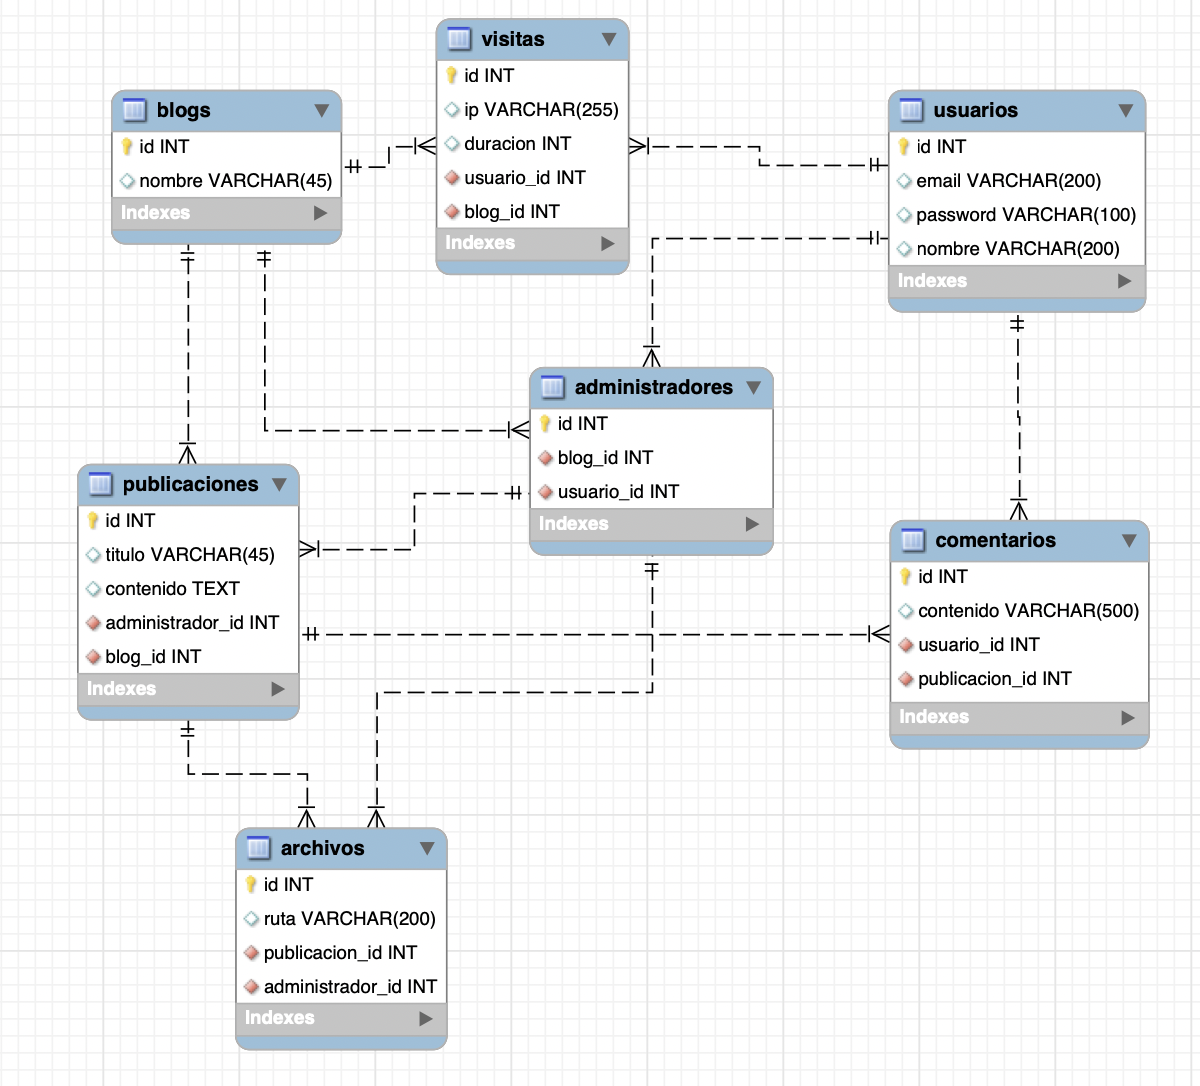 visitas
id INT
ip VARCHAR(255)
duracion INT
usuario_id INT
blog_id INT
Indexes
blogs
id INT
nombre VARCHAR(45)
Indexes
usuarios
id INT
email VARCHAR(200)
password VARCHAR(100)
nombre VARCHAR(200)
Indexes
administradores
id INT
blog_id INT
usuario_id INT
Indexes
publicaciones
id INT
titulo VARCHAR(45)
contenido TEXT
administrador_id INT
blog_id INT
Indexes
comentarios
id INT
contenido VARCHAR(500)
usuario_id INT
publicacion_id INT
Indexes
archivos
id INT
ruta VARCHAR(200)
publicacion_id INT
administrador_id INT
Indexes